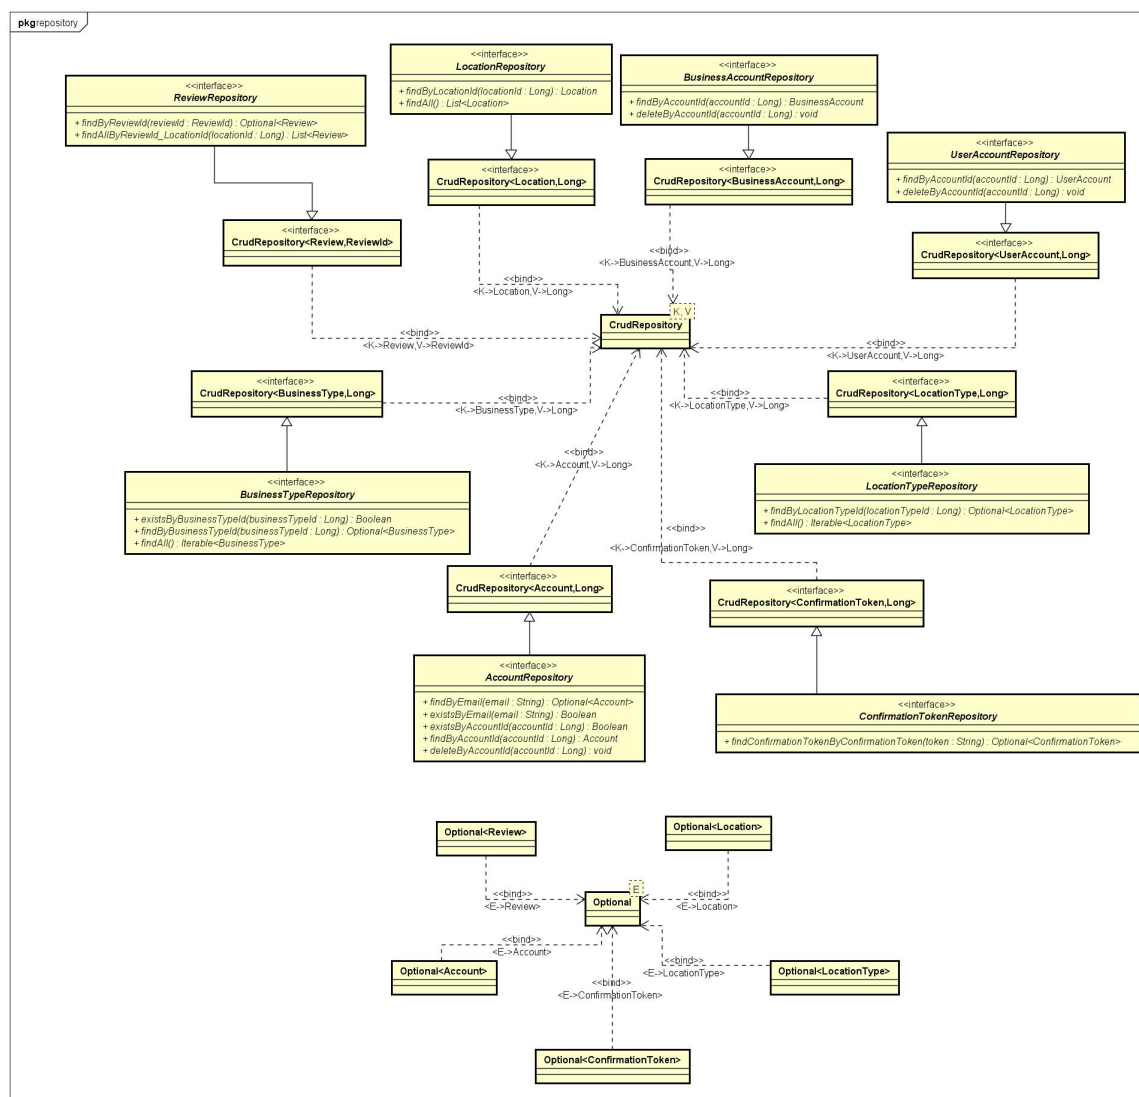 pkg repository
<<interface>>
LocationRepository
+ findByLocationId(locationId : Long) : Location
+ findAll() : List<Location>
<<interface>>
BusinessAccountRepository
+ findByAccountId(accountId : Long) : BusinessAccount
+ deleteByAccountId(accountId : Long) : void
<<interface>>
ReviewRepository
+ findByReviewId(reviewId : ReviewId) : Optional<Review>
+ findAllByReviewId_LocationId(locationId : Long) : List<Review>
<<interface>>
UserAccountRepository
+ findByAccountId(accountId : Long) : UserAccount
+ deleteByAccountId(accountId : Long) : void
<<interface>>
CrudRepository<Location,Long>
<<interface>>
CrudRepository<BusinessAccount,Long>
<<interface>>
CrudRepository<Review,ReviewId>
<<interface>>
CrudRepository<UserAccount,Long>
<<bind>>
<K->BusinessAccount,V->Long>
<<bind>>
<K->Location,V->Long>
K, V
CrudRepository
<<bind>>
<K->Review,V->ReviewId>
<<bind>>
<K->UserAccount,V->Long>
<<interface>>
CrudRepository<BusinessType,Long>
<<bind>>
<K->BusinessType,V->Long>
<<bind>>
<K->LocationType,V->Long>
<<interface>>
CrudRepository<LocationType,Long>
<<bind>>
<K->Account,V->Long>
<<interface>>
BusinessTypeRepository
+ existsByBusinessTypeId(businessTypeId : Long) : Boolean
+ findByBusinessTypeId(businessTypeId : Long) : Optional<BusinessType>
+ findAll() : Iterable<BusinessType>
<<interface>>
LocationTypeRepository
+ findByLocationTypeId(locationTypeId : Long) : Optional<LocationType>
+ findAll() : Iterable<LocationType>
<<bind>>
<K->ConfirmationToken,V->Long>
<<interface>>
CrudRepository<Account,Long>
<<interface>>
CrudRepository<ConfirmationToken,Long>
<<interface>>
AccountRepository
+ findByEmail(email : String) : Optional<Account>
+ existsByEmail(email : String) : Boolean
+ existsByAccountId(accountId : Long) : Boolean
+ findByAccountId(accountId : Long) : Account
+ deleteByAccountId(accountId : Long) : void
<<interface>>
ConfirmationTokenRepository
+ findConfirmationTokenByConfirmationToken(token : String) : Optional<ConfirmationToken>
Optional<Review>
Optional<Location>
<<bind>>
<E->Review>
E
Optional
<<bind>>
<E->Location>
<<bind>>
<E->Account>
<<bind>>
<E->LocationType>
Optional<Account>
<<bind>>
<E->ConfirmationToken>
Optional<LocationType>
Optional<ConfirmationToken>